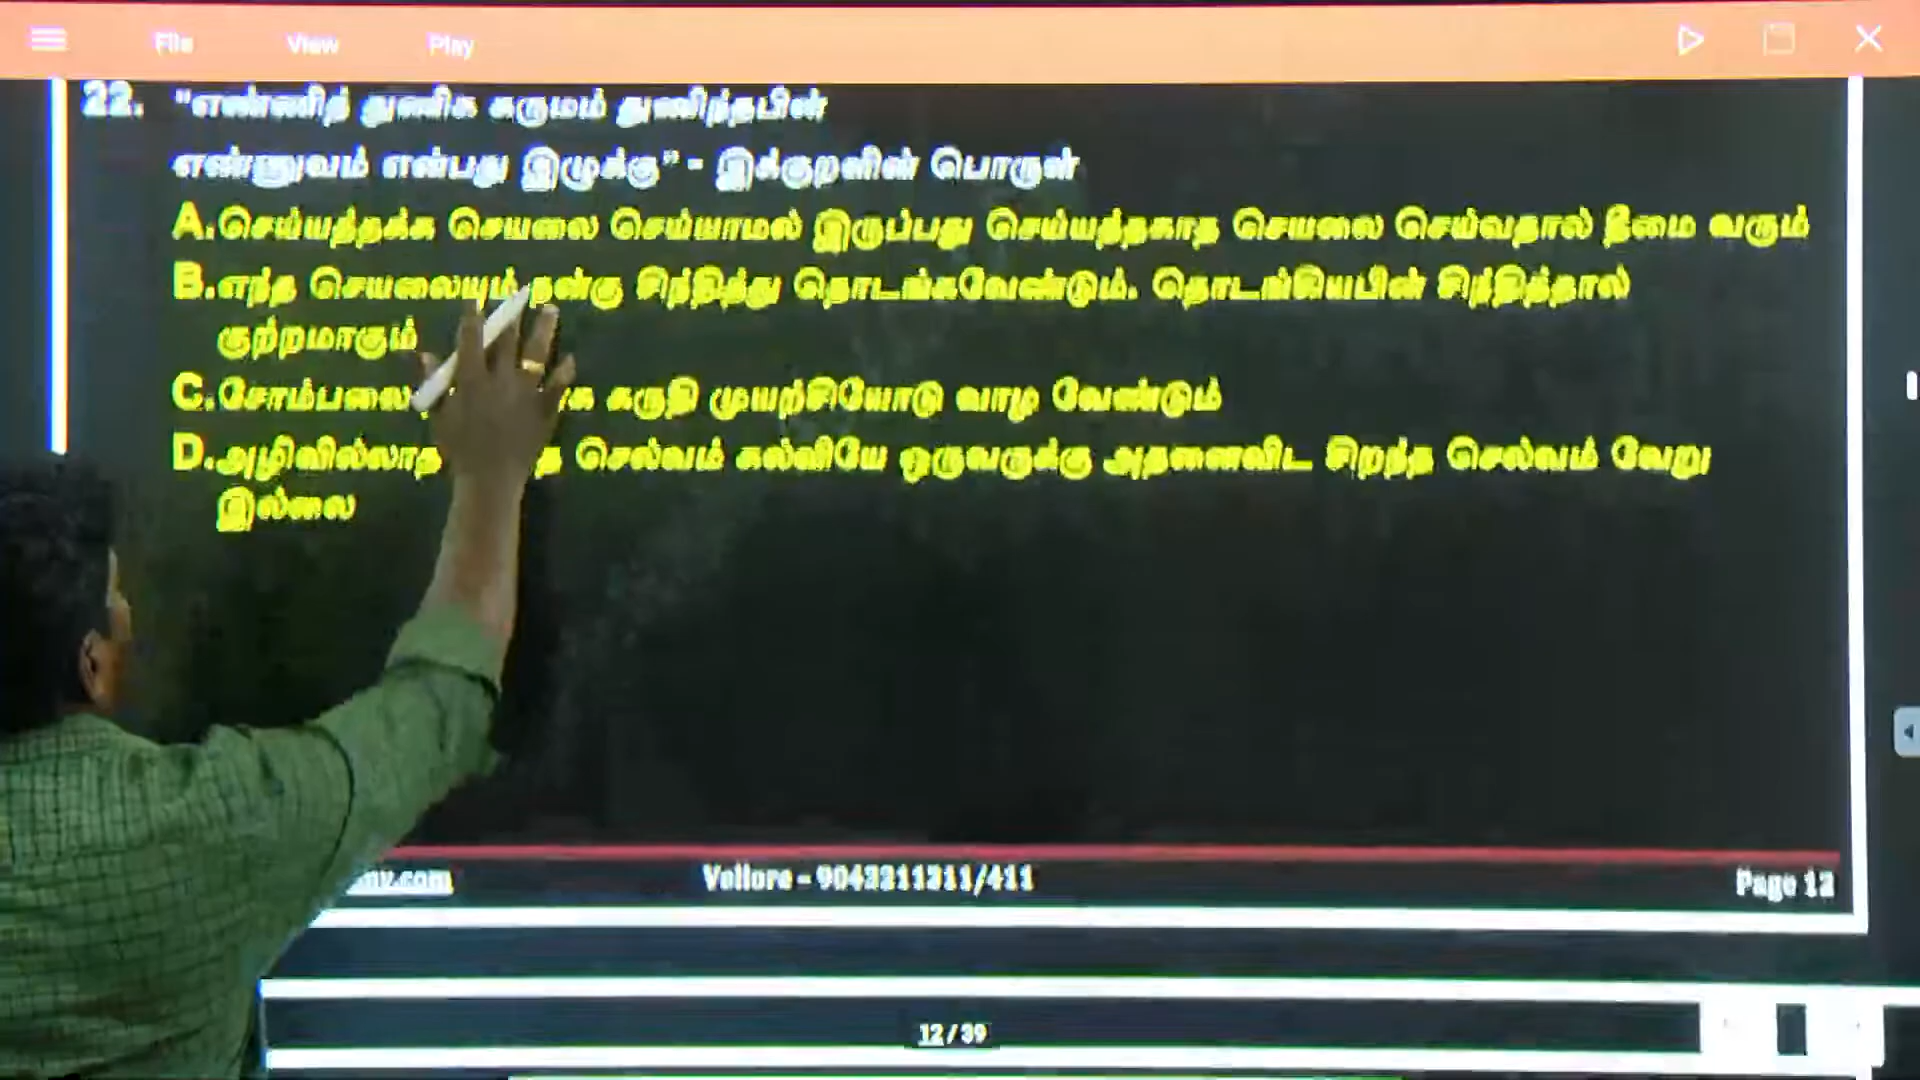 File View Play
22. "எண்ணித் துணிக கருமம் துணிந்தபின்
எண்ணுவம் என்பது இழுக்கு" - இக்குறளின் பொருள்
A.செய்யத்தக்க செயலை செய்யாமல் இருப்பது செய்யத்தகாத செயலை செய்வதால் தீமை வரும்
B.எந்த செயலையும் நன்கு சிந்தித்து தொடங்கவேண்டும். தொடங்கியபின் சிந்தித்தால்
குற்றமாகும்
C.சோம்பலை கருதி முயற்சியோடு வாழ வேண்டும்
D.அழிவில்லாத செல்வம் கல்வியே ஒருவருக்கு அதனைவிட சிறந்த செல்வம் வேறு
இல்லை
my.com Vellore - 9043211311/411 Page 12
12 / 39